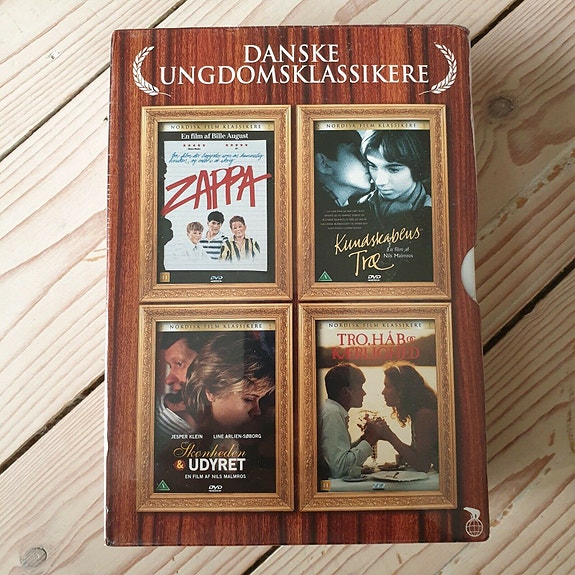 DANSKE
UNGDOMSKLASSIKERE
NORDISK FILM KLASSIKERE
En film af Bille August
ZAPPA
DVD
NORDISK FILM KLASSIKERE
Kundskabens
Træ
En film af
Nils Malmros
DVD
NORDISK FILM KLASSIKERE
JESPER KLEIN LINE ARLIEN-SØBORG
Skønheden
& UDYRET
EN FILM AF NILS MALMROS
DVD
NORDISK FILM KLASSIKERE
TRO, HÅB OG
KÆRLIGHED